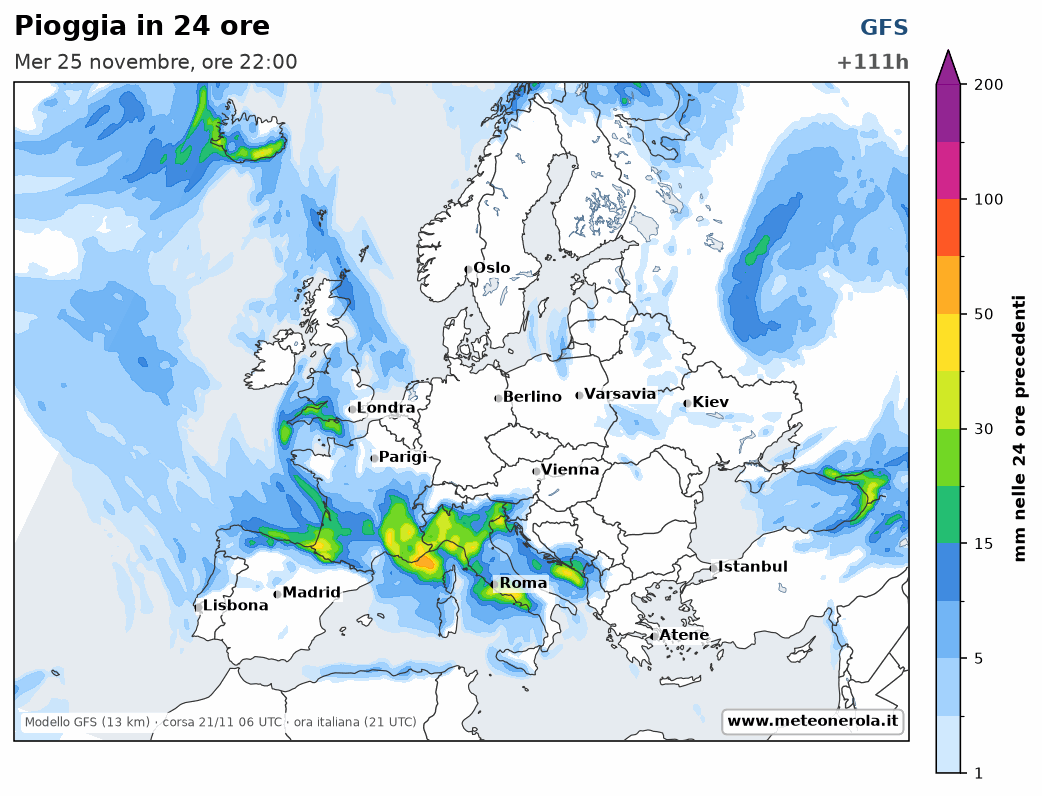 Pioggia in 24 ore
GFS
Mer 25 novembre, ore 22:00
+111h
200
100
50
30
15
5
1
mm nelle 24 ore precedenti
Oslo
Londra
Berlino
Varsavia
Kiev
Parigi
Vienna
Istanbul
Roma
Madrid
Lisbona
Atene
Modello GFS (13 km) · corsa 21/11 06 UTC · ora italiana (21 UTC)
www.meteonerola.it